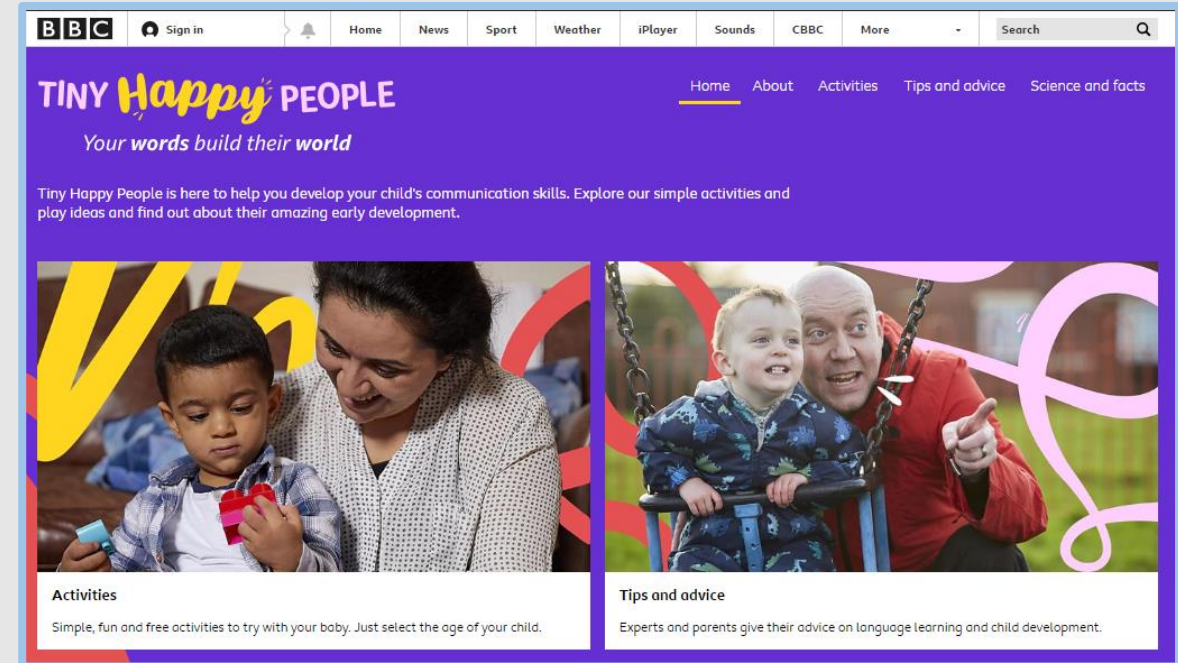 BBC Sign in Home News Sport Weather iPlayer Sounds CBBC More Search
TINY Happy PEOPLE
Home About Activities Tips and advice Science and facts
Your words build their world
Tiny Happy People is here to help you develop your child's communication skills. Explore our simple activities and
play ideas and find out about their amazing early development.
Activities
Simple, fun and free activities to try with your baby. Just select the age of your child.
Tips and advice
Experts and parents give their advice on language learning and child development.